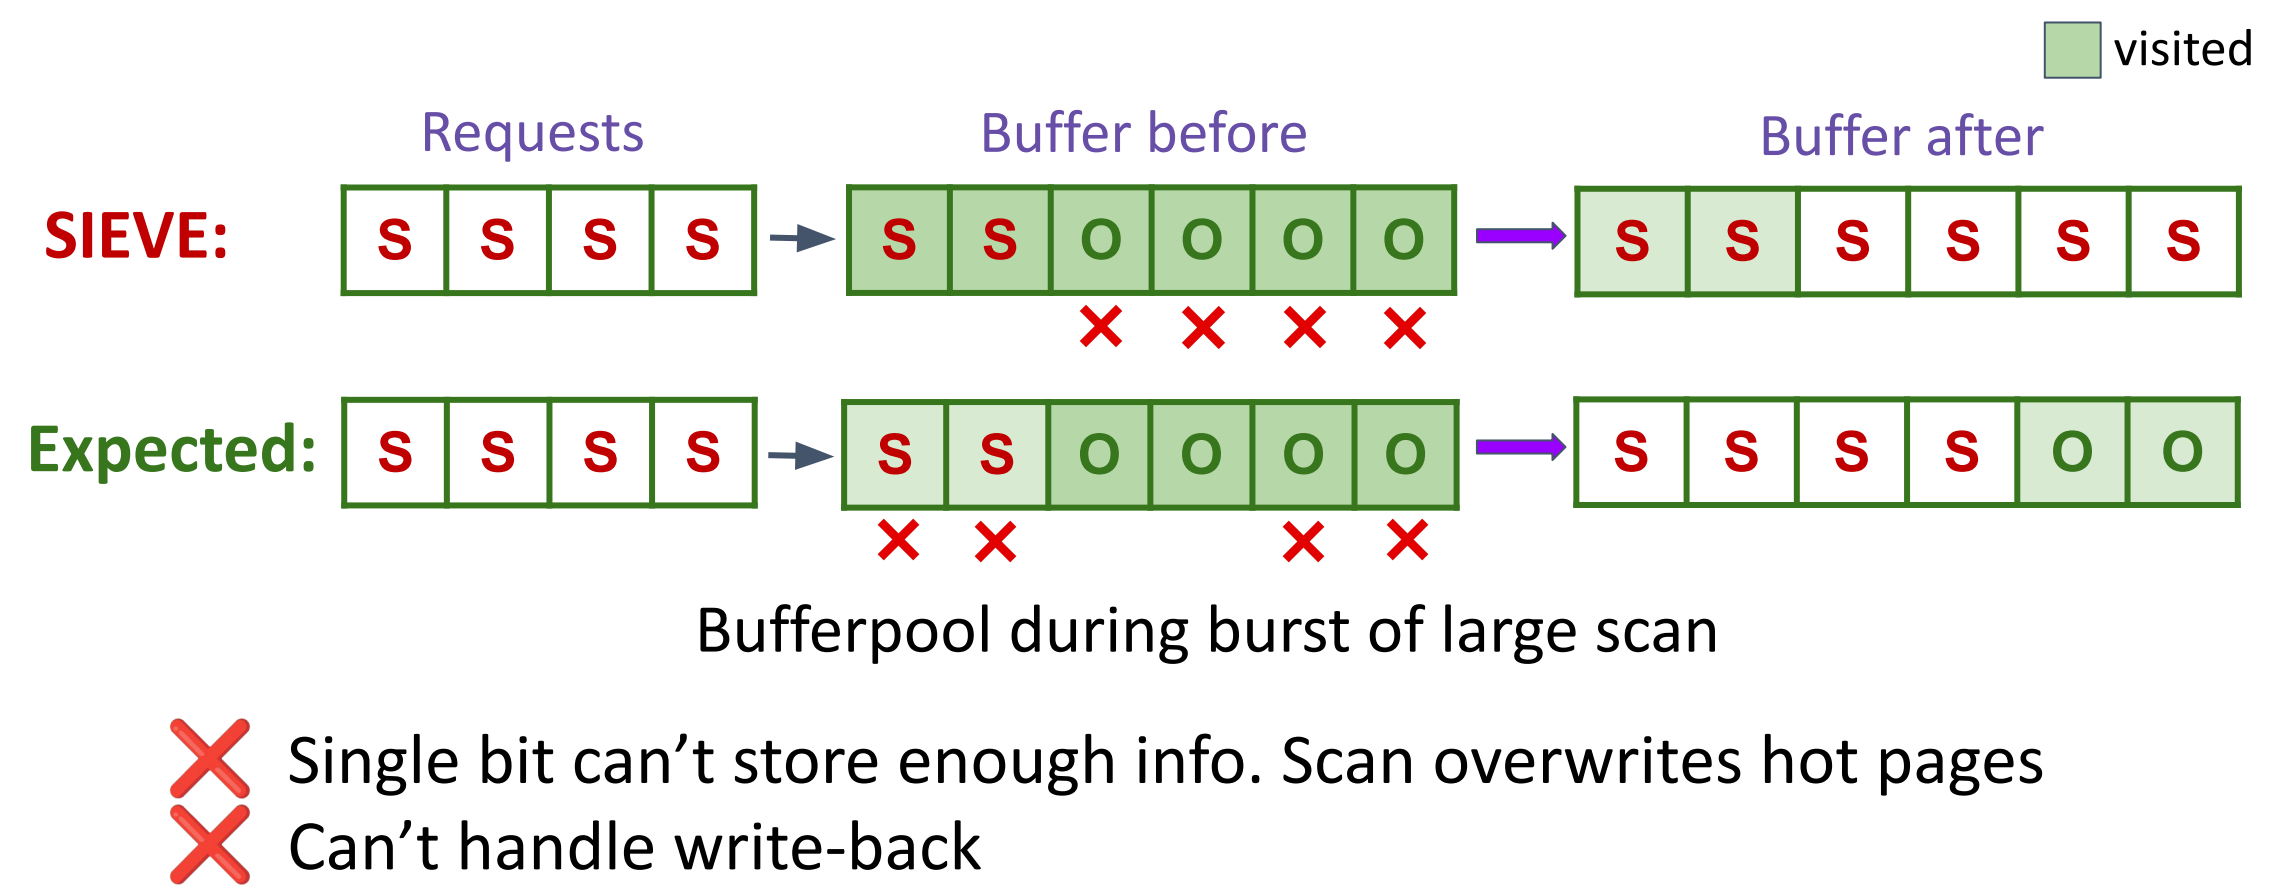 visited
Requests Buffer before Buffer after
SIEVE: S S S S S S O O O O S S S S S S
Expected: S S S S S S O O O O S S S S O O
Bufferpool during burst of large scan
Single bit can’t store enough info. Scan overwrites hot pages
Can’t handle write-back